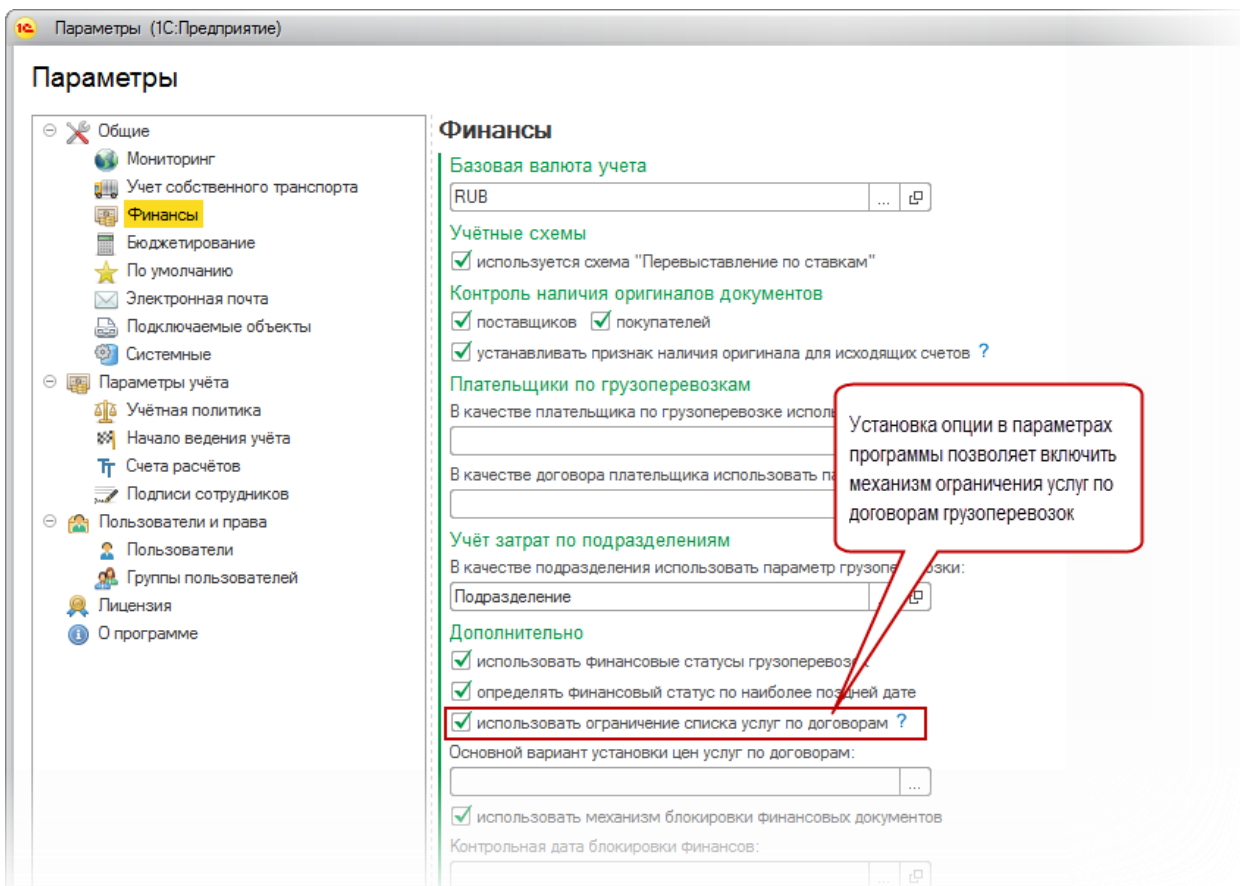 1С Параметры (1С:Предприятие)
Параметры
Общие
Мониторинг
Учет собственного транспорта
Финансы
Бюджетирование
По умолчанию
Электронная почта
Подключаемые объекты
Системные
Параметры учёта
Учётная политика
Начало ведения учёта
Тт Счета расчётов
Подписи сотрудников
Пользователи и права
Пользователи
Группы пользователей
Лицензия
О программе
Финансы
Базовая валюта учета
RUB ...
Учётные схемы
используется схема "Перевыставление по ставкам"
Контроль наличия оригиналов документов
поставщиков покупателей
устанавливать признак наличия оригинала для исходящих счетов ?
Плательщики по грузоперевозкам
В качестве плательщика по грузоперевозке
В качестве договора плательщика использовать
Учёт затрат по подразделениям
В качестве подразделения использовать параметр
Подразделение
Дополнительно
использовать финансовые статусы грузоперевозок
определять финансовый статус по наиболее поздней дате
использовать ограничение списка услуг по договорам ?
Основной вариант установки цен услуг по договорам:
...
использовать механизм блокировки финансовых документов
Контрольная дата блокировки финансов:
...
Установка опции в параметрах
программы позволяет включить
механизм ограничения услуг по
договорам грузоперевозок